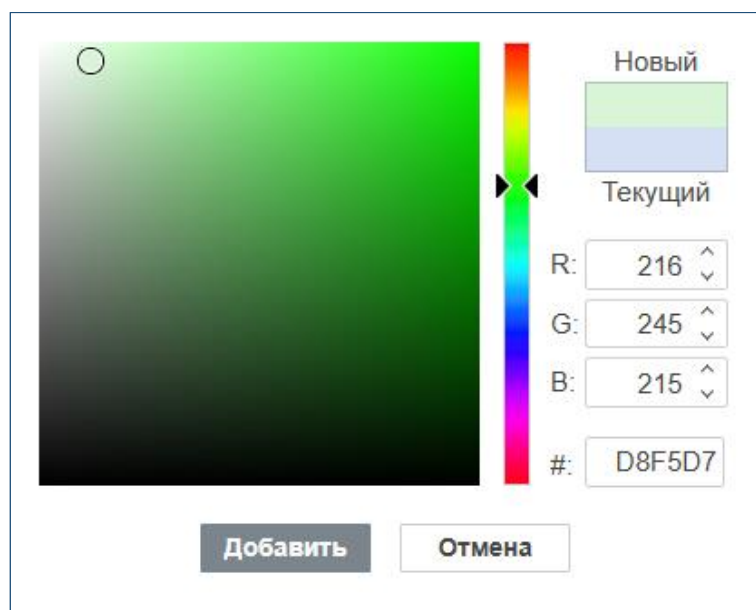 Новый
Текущий
R: 216
G: 245
B: 215
#: D8F5D7
Добавить Отмена